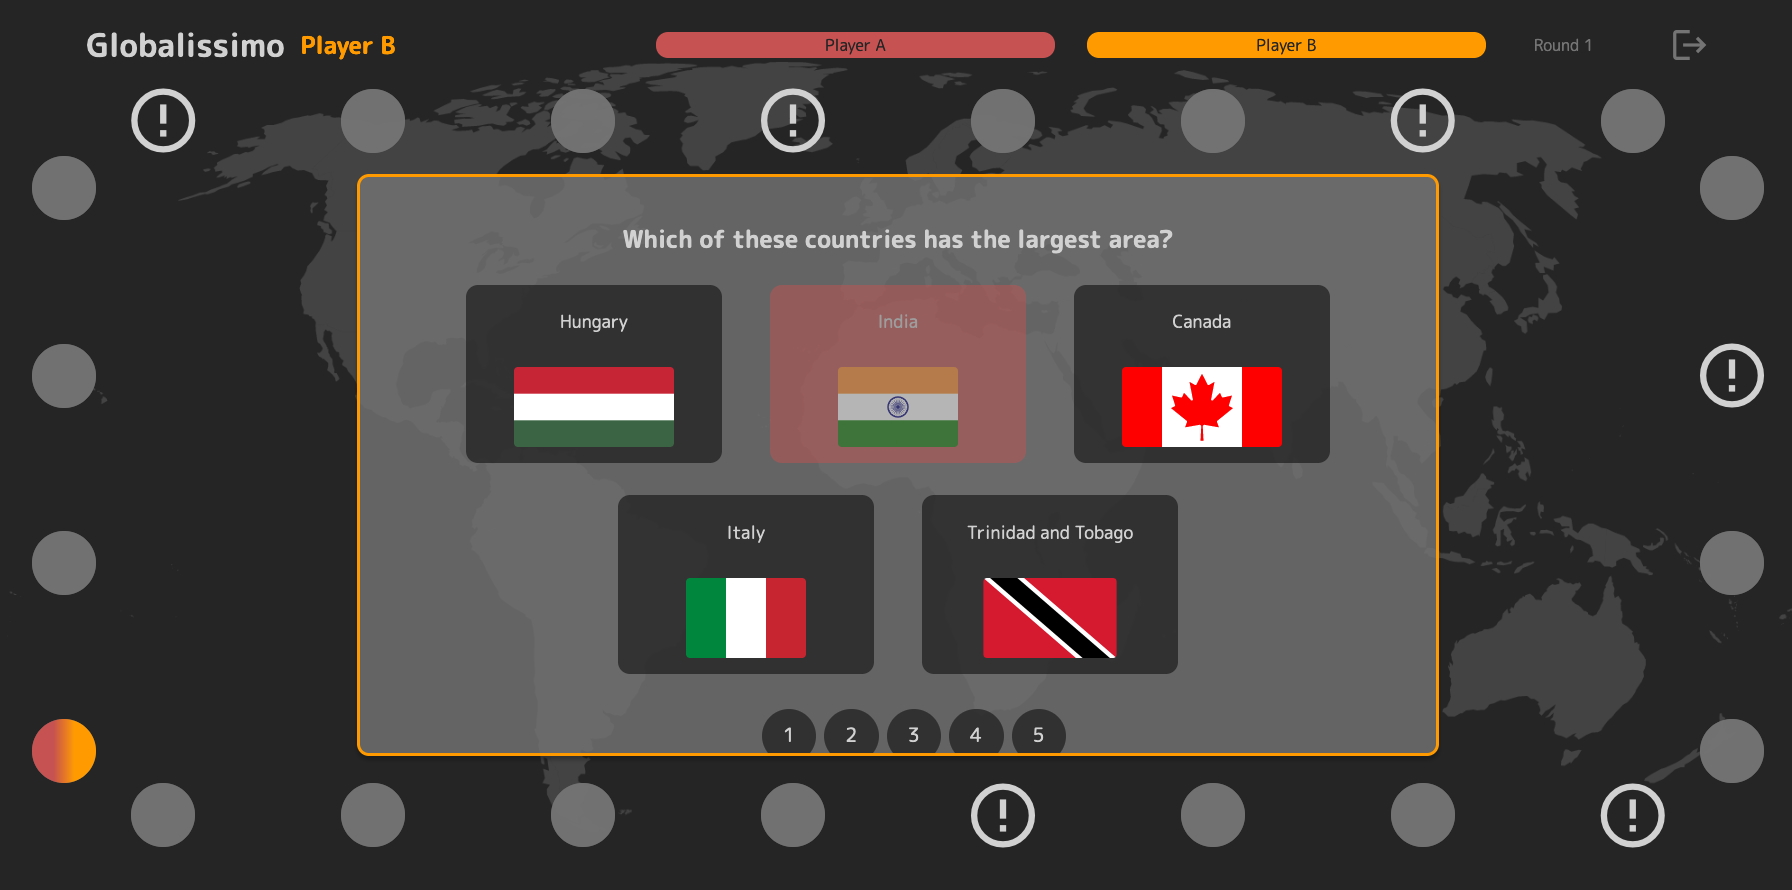 Globalissimo Player B
Player A
Player B
Round 1
Which of these countries has the largest area?
Hungary
India
Canada
Italy
Trinidad and Tobago
1 2 3 4 5